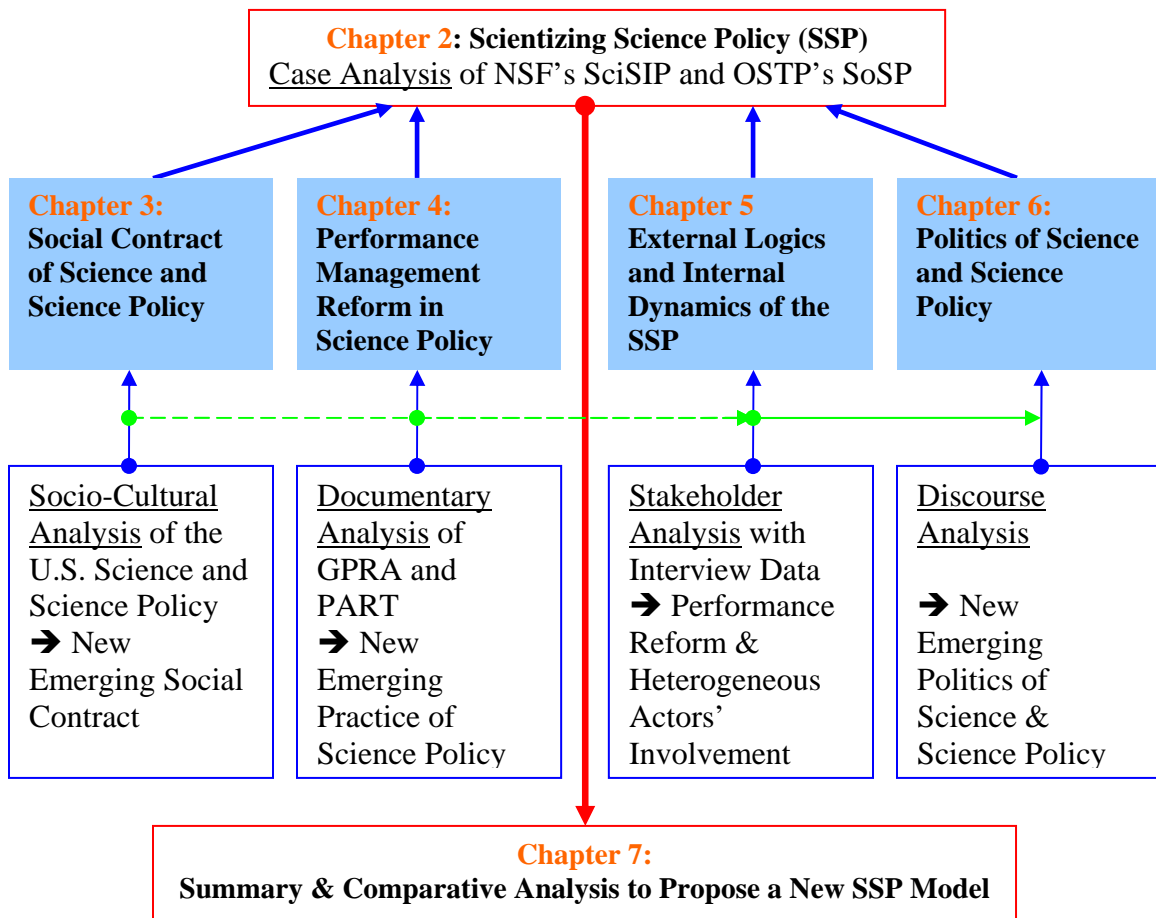 Chapter 2: Scientizing Science Policy (SSP)
Case Analysis of NSF’s SciSIP and OSTP’s SoSP
Chapter 3:
Social Contract
of Science and
Science Policy
Chapter 4:
Performance
Management
Reform in
Science Policy
Chapter 5
External Logics
and Internal
Dynamics of the
SSP
Chapter 6:
Politics of Science
and Science
Policy
Socio-Cultural
Analysis of the
U.S. Science and
Science Policy
➔ New
Emerging Social
Contract
Documentary
Analysis of
GPRA and
PART
➔ New
Emerging
Practice of
Science Policy
Stakeholder
Analysis with
Interview Data
➔ Performance
Reform &
Heterogeneous
Actors’
Involvement
Discourse
Analysis
➔ New
Emerging
Politics of
Science &
Science Policy
Chapter 7:
Summary & Comparative Analysis to Propose a New SSP Model